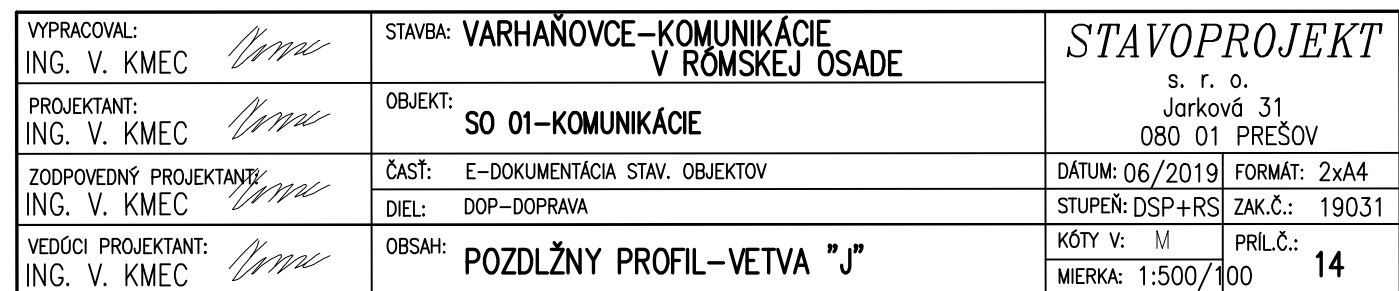 VYPRACOVAL:
ING. V. KMEC
PROJEKTANT:
ING. V. KMEC
ZODPOVEDNÝ PROJEKTANT:
ING. V. KMEC
VEDÚCI PROJEKTANT:
ING. V. KMEC
STAVBA: VARHAŇOVCE-KOMUNIKÁCIE
V RÓMSKEJ OSADE
OBJEKT:
SO 01-KOMUNIKÁCIE
ČASŤ: E-DOKUMENTÁCIA STAV. OBJEKTOV
DIEL: DOP-DOPRAVA
OBSAH: POZDLŽNY PROFIL-VETVA "J"
STAVOPROJEKT
s. r. o.
Jarková 31
080 01 PREŠOV
DÁTUM: 06/2019 FORMÁT: 2xA4
STUPEŇ: DSP+RS ZAK.Č.: 19031
KÓTY V: M PRÍL.Č.:
MIERKA: 1:500/100 14